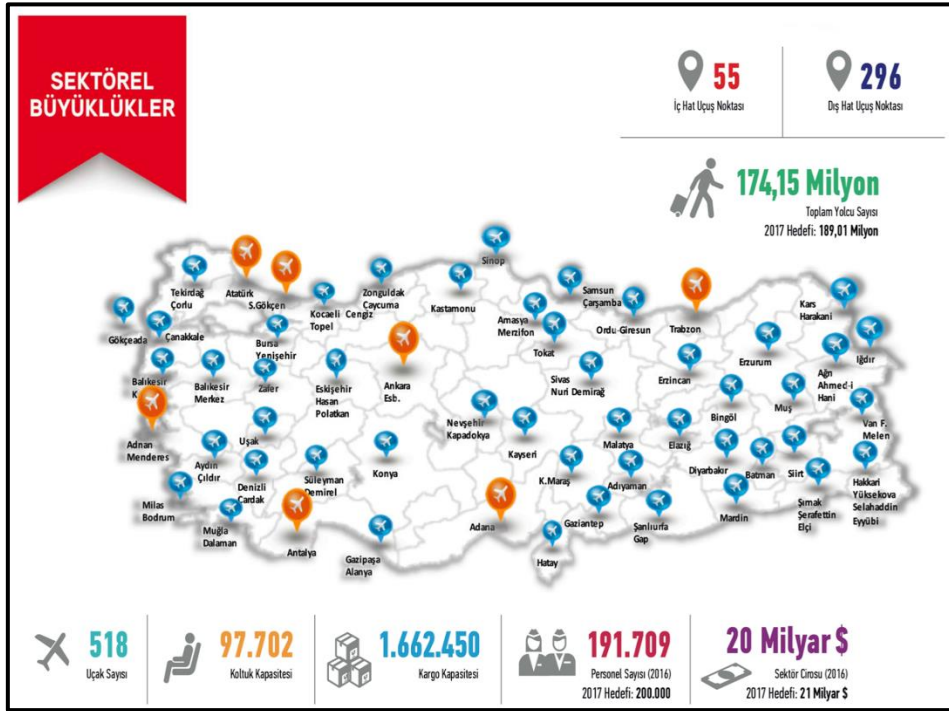 SEKTÖREL
BÜYÜKLÜKLER
55
İç Hat Uçuş Noktası
296
Dış Hat Uçuş Noktası
174,15 Milyon
Toplam Yolcu Sayısı
2017 Hedefi: 189,01 Milyon
Sinop
Tekirdağ
Çorlu
Atatürk
S.Gökçen
Kocaeli
Topel
Cengiz
Zonguldak
Çaycuma
Kastamonu
Samsun
Çarşamba
Amasya
Merzifon
Ordu-Giresun
Trabzon
Kars
Harakani
Gökçeada
Çanakkale
Bursa
Yenişehir
Tokat
Erzurum
Iğdır
Balıkesir
K
Balıkesir
Merkez
Zafer
Eskişehir
Hasan
Polatkan
Ankara
Esb.
Sivas
Nuri Demirağ
Erzincan
Ağrı
Ahmed-i
Hani
Bingöl
Muş
Adnan
Menderes
Uşak
Nevşehir
Kapadokya
Kayseri
Malatya
Elazığ
Van F.
Melen
Aydın
Çıldır
Denizli
Çardak
Süleyman
Demirel
Konya
K.Maraş
Adıyaman
Diyarbakır
Batman
Siirt
Hakkari
Yüksekova
Selahaddin
Eyyübi
Milas
Bodrum
Muğla
Dalaman
Antalya
Gazipaşa
Alanya
Adana
Hatay
Gaziantep
Şanlıurfa
Gap
Mardin
Şırnak
Şerafettin
Elçi
518
Uçak Sayısı
97.702
Koltuk Kapasitesi
1.662.450
Kargo Kapasitesi
191.709
Personel Sayısı (2016)
2017 Hedefi: 200.000
20 Milyar $
Sektör Cirosu (2016)
2017 Hedefi: 21 Milyar $